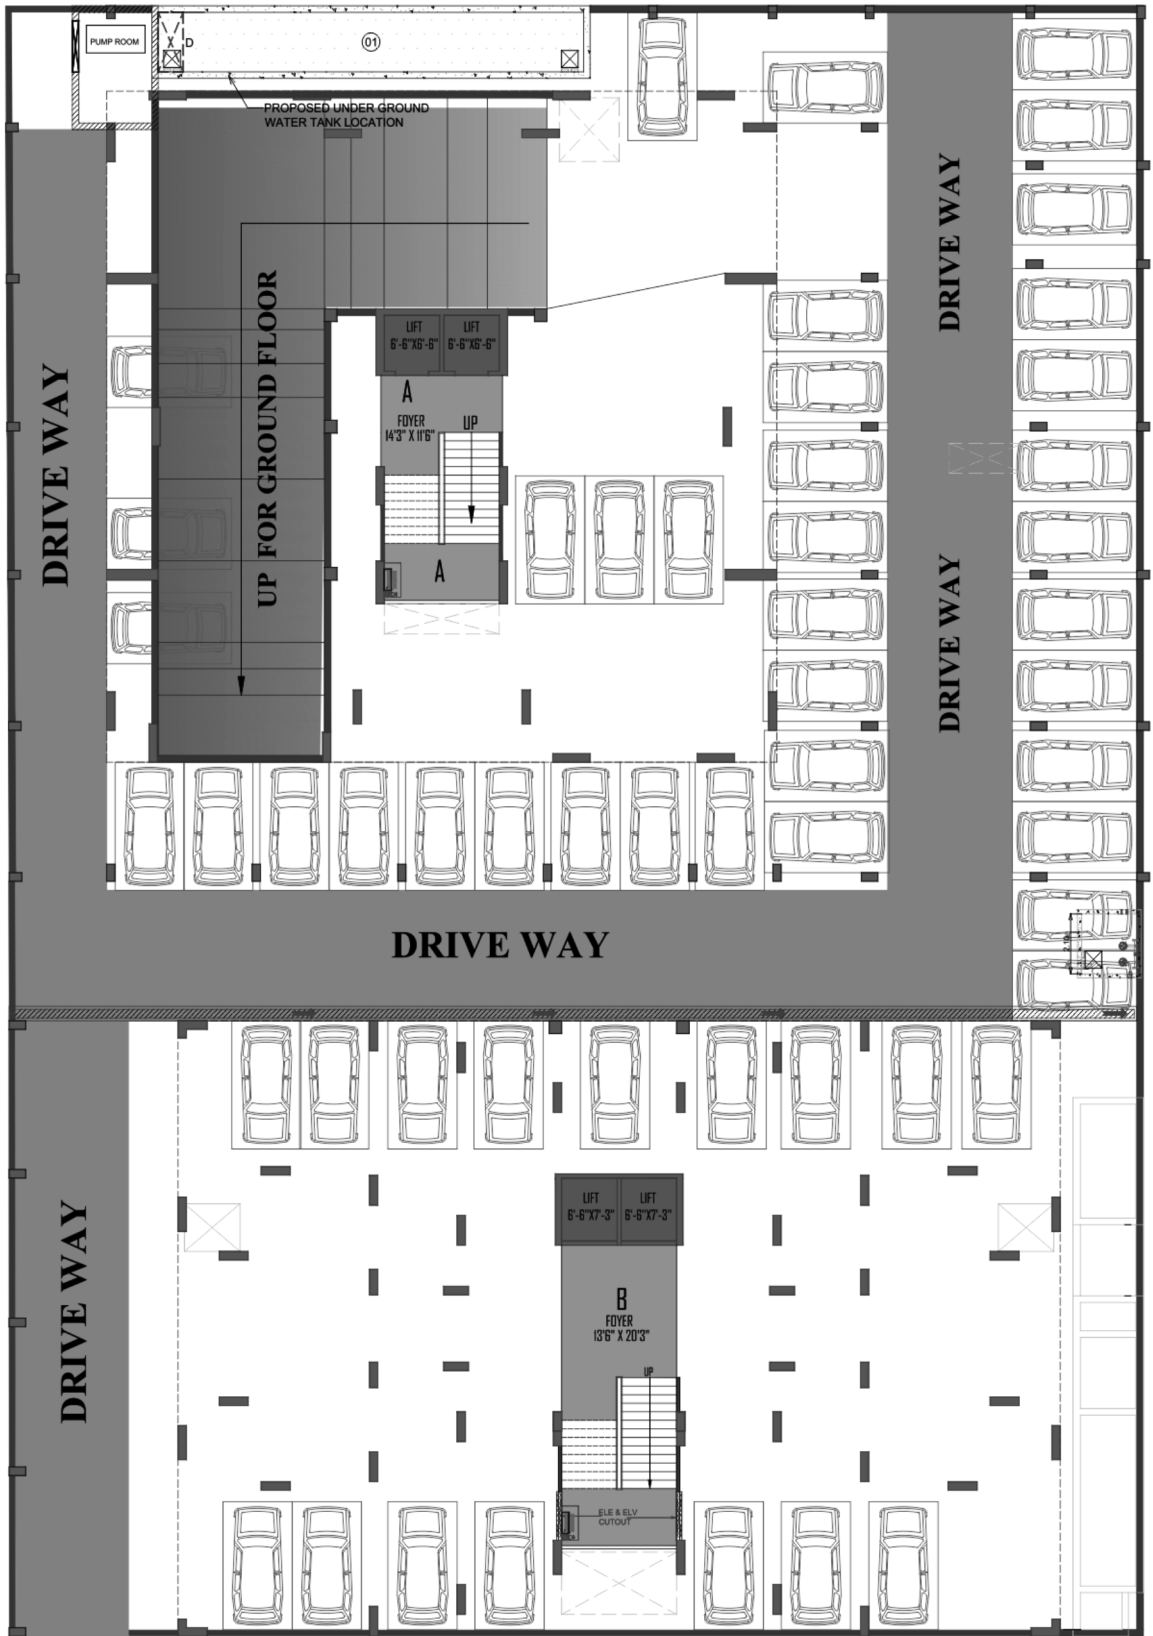 PUMP ROOM
D
01
PROPOSED UNDER GROUND
WATER TANK LOCATION
DRIVE WAY
UP FOR GROUND FLOOR
LIFT
6'-6"X6'-6"
LIFT
6'-6"X6'-6"
A
FOYER
14'3" X 11'6"
UP
A
DRIVE WAY
DRIVE WAY
DRIVE WAY
DRIVE WAY
LIFT
6'-6"X7'-3"
LIFT
6'-6"X7'-3"
B
FOYER
13'6" X 20'3"
UP
ELE & ELV
CUTOUT